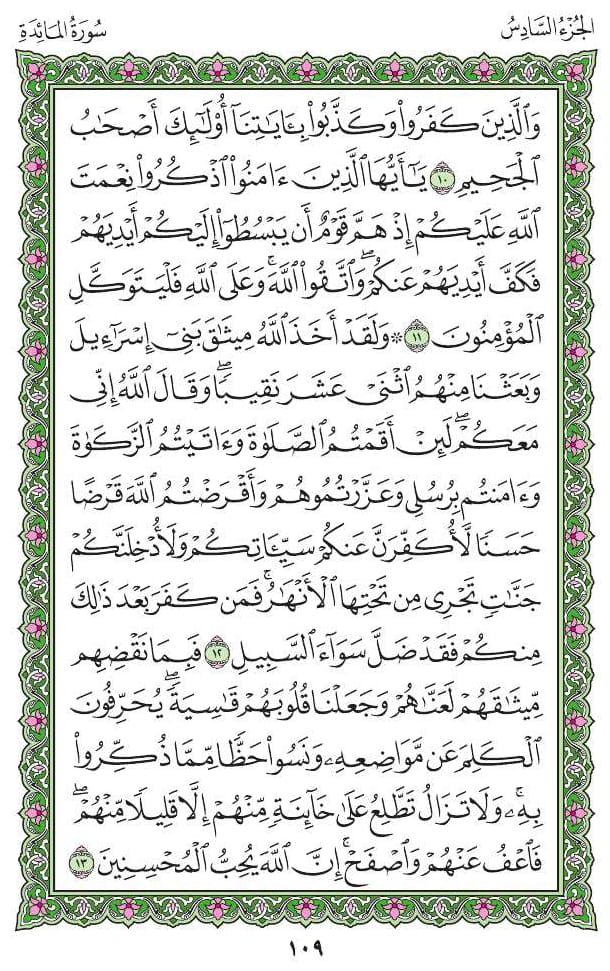 الجُزْءُ السَّادِسُ
سُورَةُ المَائِدَةِ
وَٱلَّذِينَ كَفَرُوا۟ وَكَذَّبُوا۟ بِـَٔايَـٰتِنَآ أُو۟لَـٰٓئِكَ أَصْحَـٰبُ
ٱلْجَحِيمِ ١٠ يَـٰٓأَيُّهَا ٱلَّذِينَ ءَامَنُوا۟ ٱذْكُرُوا۟ نِعْمَتَ
ٱللَّهِ عَلَيْكُمْ إِذْ هَمَّ قَوْمٌ أَن يَبْسُطُوٓا۟ إِلَيْكُمْ أَيْدِيَهُمْ
فَكَفَّ أَيْدِيَهُمْ عَنكُمْ ۖ وَٱتَّقُوا۟ ٱللَّهَ ۚ وَعَلَى ٱللَّهِ فَلْيَتَوَكَّلِ
ٱلْمُؤْمِنُونَ ١١ ۞ وَلَقَدْ أَخَذَ ٱللَّهُ مِيثَـٰقَ بَنِىٓ إِسْرَٰٓءِيلَ
وَبَعَثْنَا مِنْهُمُ ٱثْنَىْ عَشَرَ نَقِيبًا ۖ وَقَالَ ٱللَّهُ إِنِّى
مَعَكُمْ ۖ لَئِنْ أَقَمْتُمُ ٱلصَّلَوٰةَ وَءَاتَيْتُمُ ٱلزَّكَوٰةَ
وَءَامَنتُم بِرُسُلِى وَعَزَّرْتُمُوهُمْ وَأَقْرَضْتُمُ ٱللَّهَ قَرْضًا
حَسَنًا لَّأُكَفِّرَنَّ عَنكُمْ سَيِّـَٔاتِكُمْ وَلَأُدْخِلَنَّكُمْ
جَنَّـٰتٍ تَجْرِى مِن تَحْتِهَا ٱلْأَنْهَـٰرُ ۚ فَمَن كَفَرَ بَعْدَ ذَٰلِكَ
مِنكُمْ فَقَدْ ضَلَّ سَوَآءَ ٱلسَّبِيلِ ١٢ فَبِمَا نَقْضِهِم
مِّيثَـٰقَهُمْ لَعَنَّـٰهُمْ وَجَعَلْنَا قُلُوبَهُمْ قَـٰسِيَةً ۖ يُحَرِّفُونَ
ٱلْكَلِمَ عَن مَّوَاضِعِهِۦ ۙ وَنَسُوا۟ حَظًّا مِّمَّا ذُكِّرُوا۟
بِهِۦ ۚ وَلَا تَزَالُ تَطَّلِعُ عَلَىٰ خَآئِنَةٍ مِّنْهُمْ إِلَّا قَلِيلًا مِّنْهُمْ ۖ
فَٱعْفُ عَنْهُمْ وَٱصْفَحْ ۚ إِنَّ ٱللَّهَ يُحِبُّ ٱلْمُحْسِنِينَ ١٣
١٠٩